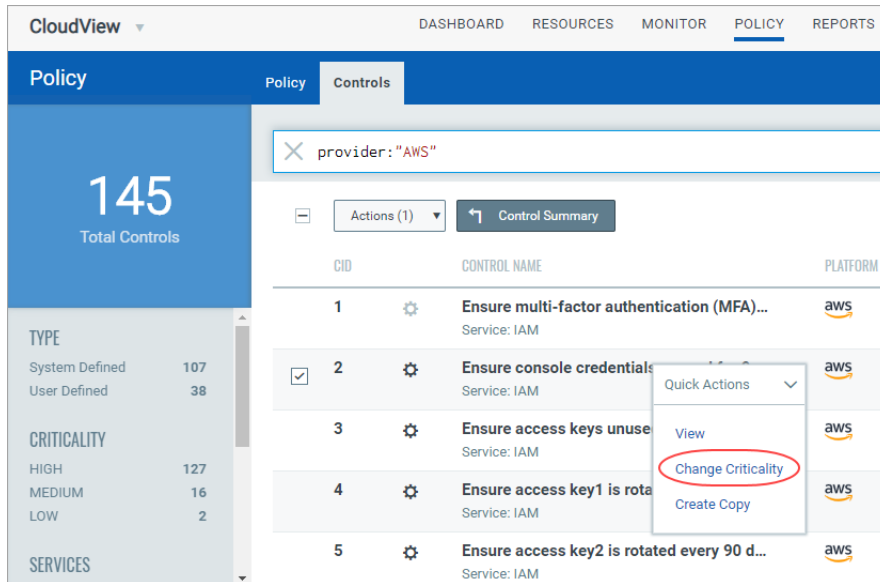 CloudView DASHBOARD RESOURCES MONITOR POLICY REPORTS
Policy Policy Controls
provider:"AWS"
145
Total Controls
Actions (1) Control Summary
CID CONTROL NAME PLATFORM
1 Ensure multi-factor authentication (MFA)... aws
Service: IAM
TYPE
System Defined 107
User Defined 38
2 Ensure console credentials aws
Service: IAM
Quick Actions
View
Change Criticality
Create Copy
CRITICALITY
HIGH 127
MEDIUM 16
LOW 2
3 Ensure access keys unuse aws
Service: IAM
4 Ensure access key1 is rota aws
Service: IAM
5 Ensure access key2 is rotated every 90 d... aws
Service: IAM
SERVICES